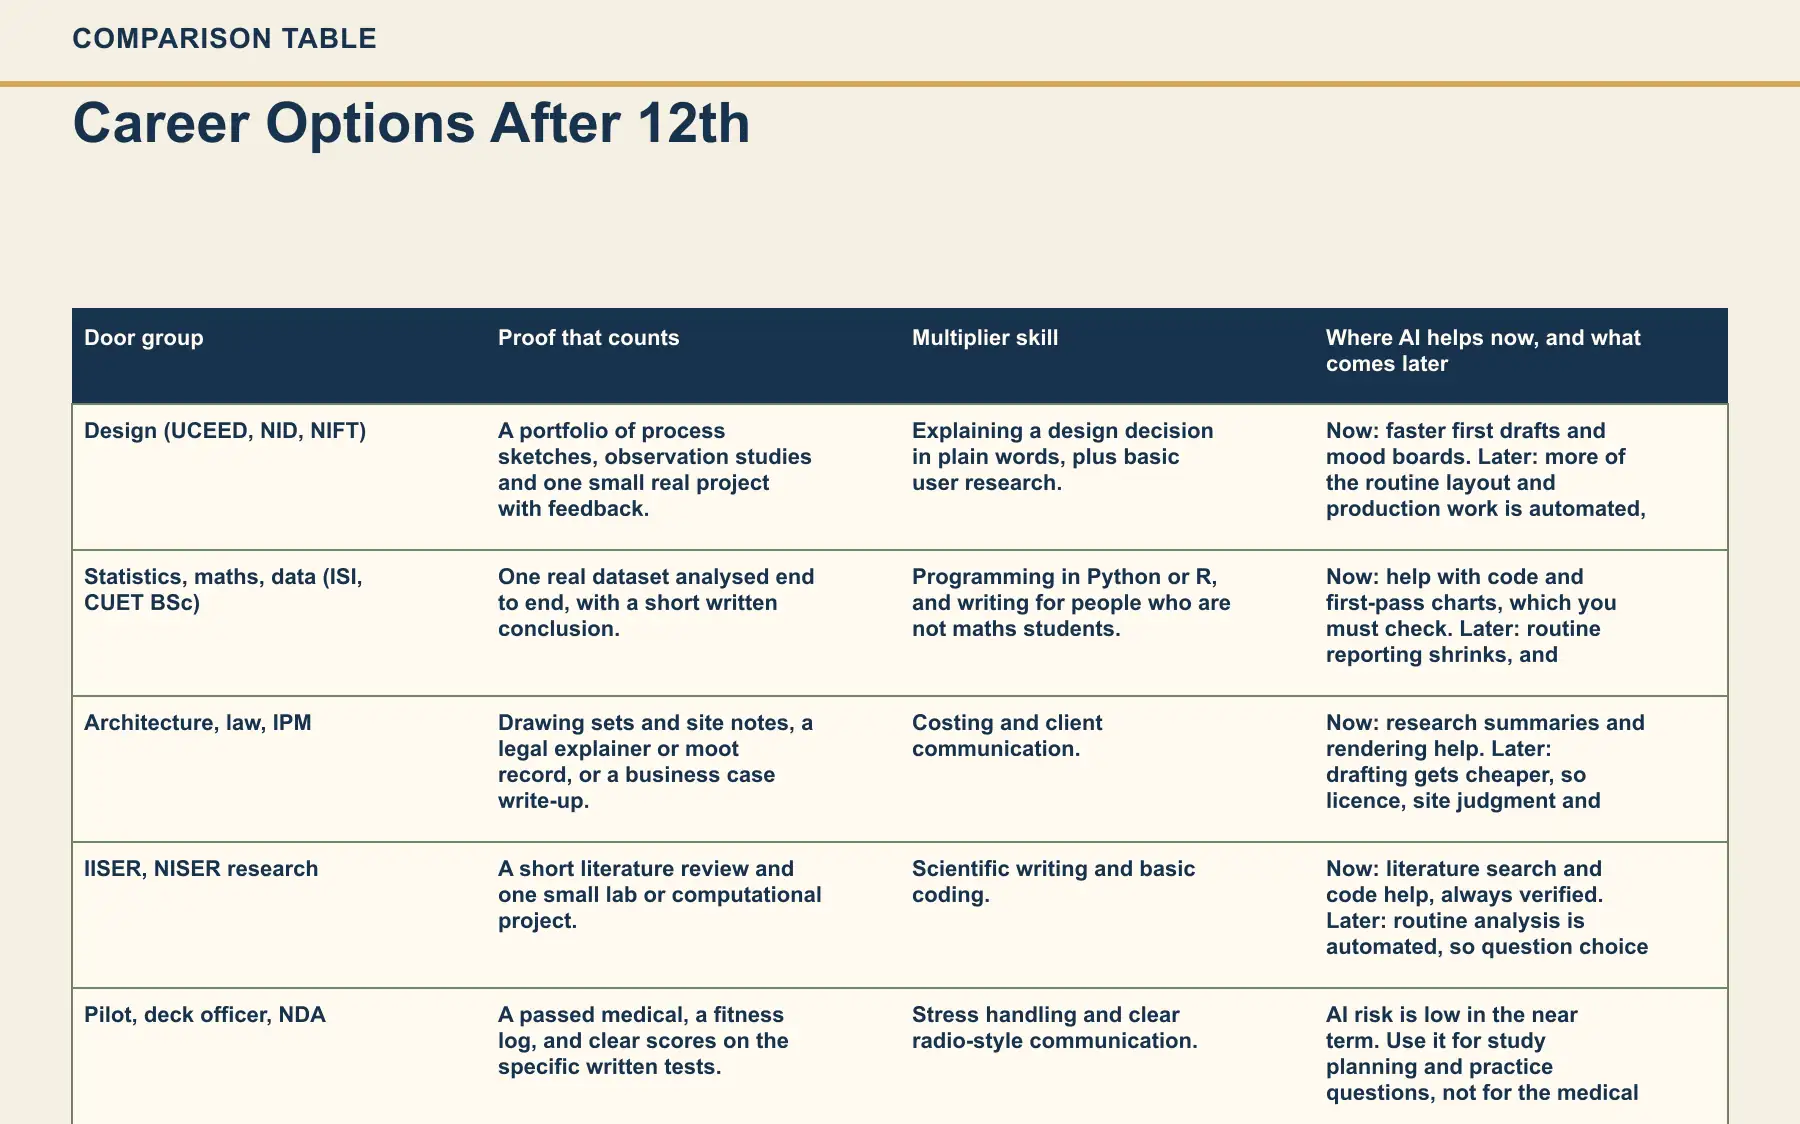 COMPARISON TABLE
Career Options After 12th
Door group
Proof that counts
Multiplier skill
Where AI helps now, and what
comes later
Design (UCEED, NID, NIFT)
A portfolio of process
sketches, observation studies
and one small real project
with feedback.
Explaining a design decision
in plain words, plus basic
user research.
Now: faster first drafts and
mood boards. Later: more of
the routine layout and
production work is automated,
Statistics, maths, data (ISI,
CUET BSc)
One real dataset analysed end
to end, with a short written
conclusion.
Programming in Python or R,
and writing for people who are
not maths students.
Now: help with code and
first-pass charts, which you
must check. Later: routine
reporting shrinks, and
Architecture, law, IPM
Drawing sets and site notes, a
legal explainer or moot
record, or a business case
write-up.
Costing and client
communication.
Now: research summaries and
rendering help. Later:
drafting gets cheaper, so
licence, site judgment and
IISER, NISER research
A short literature review and
one small lab or computational
project.
Scientific writing and basic
coding.
Now: literature search and
code help, always verified.
Later: routine analysis is
automated, so question choice
Pilot, deck officer, NDA
A passed medical, a fitness
log, and clear scores on the
specific written tests.
Stress handling and clear
radio-style communication.
AI risk is low in the near
term. Use it for study
planning and practice
questions, not for the medical